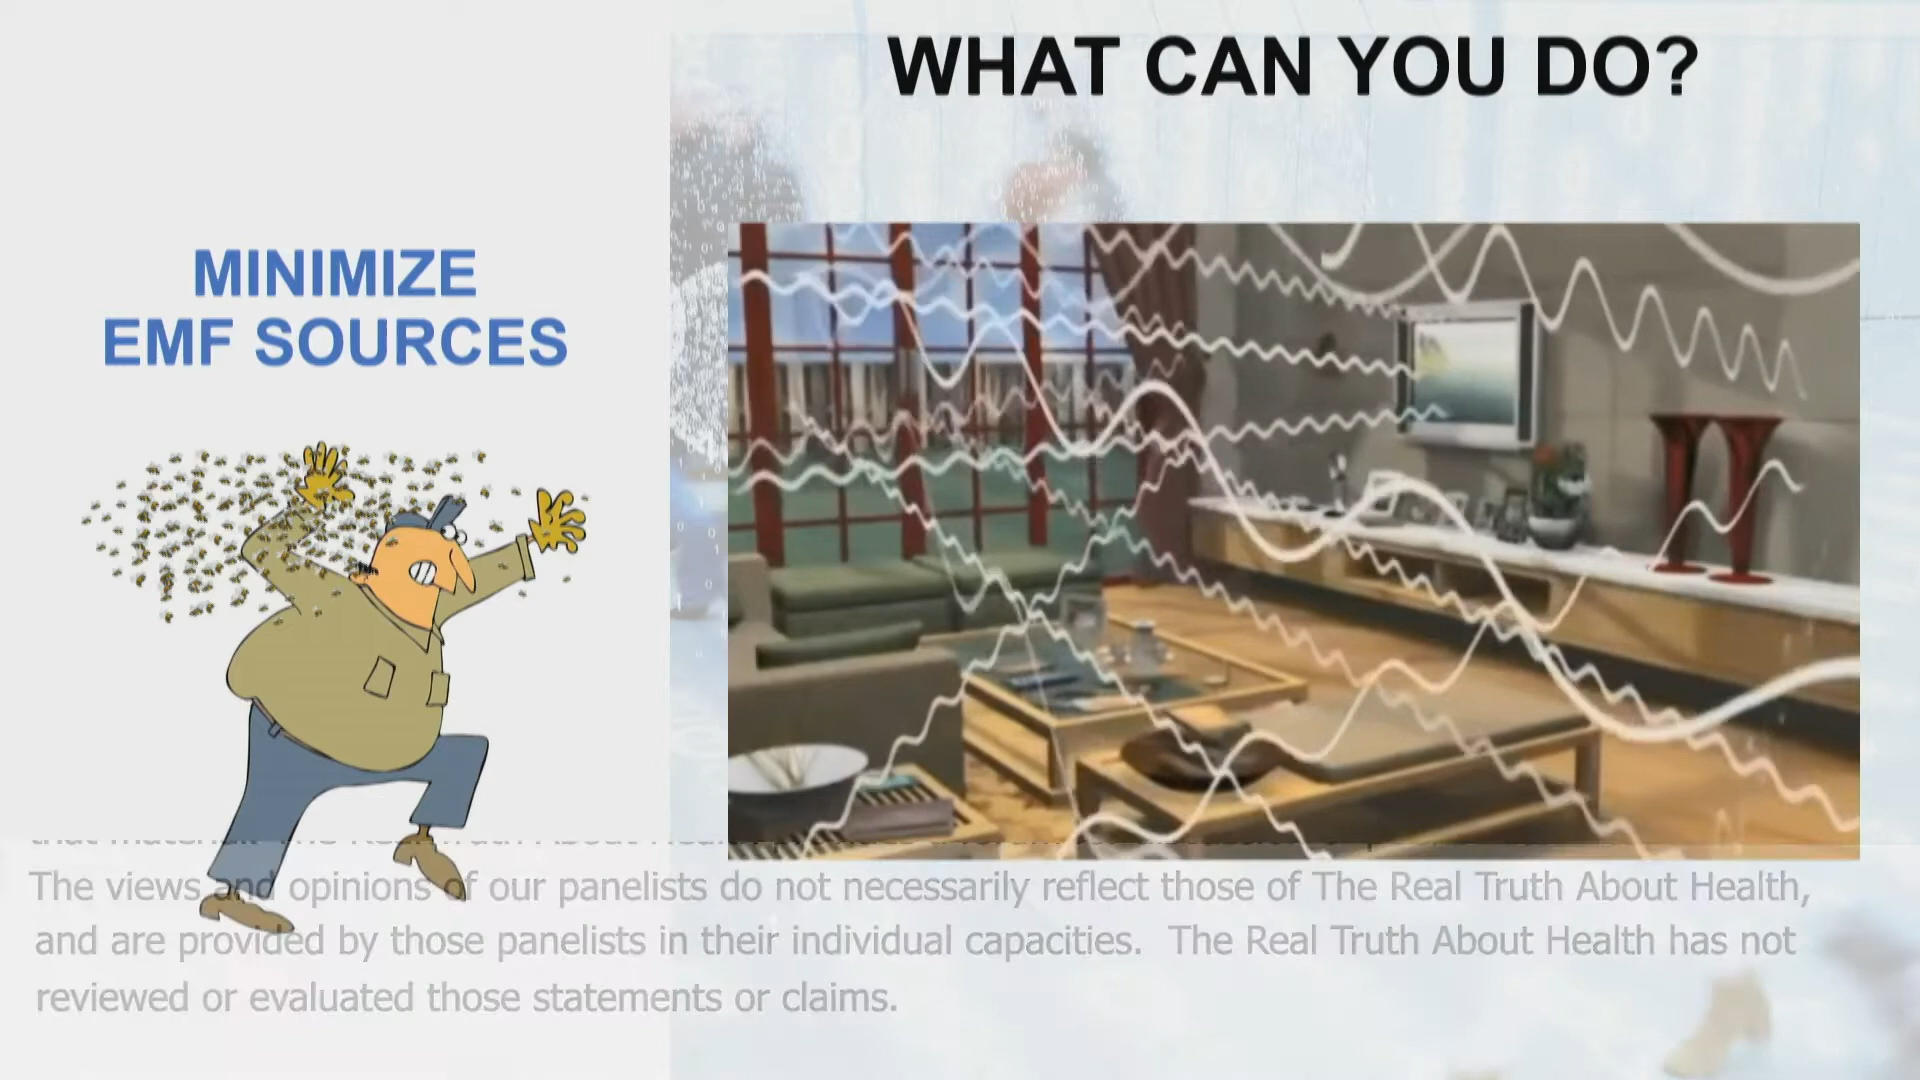 WHAT CAN YOU DO?
MINIMIZE
EMF SOURCES
The views and opinions of our panelists do not necessarily reflect those of The Real Truth About Health,
and are provided by those panelists in their individual capacities. The Real Truth About Health has not
reviewed or evaluated those statements or claims.